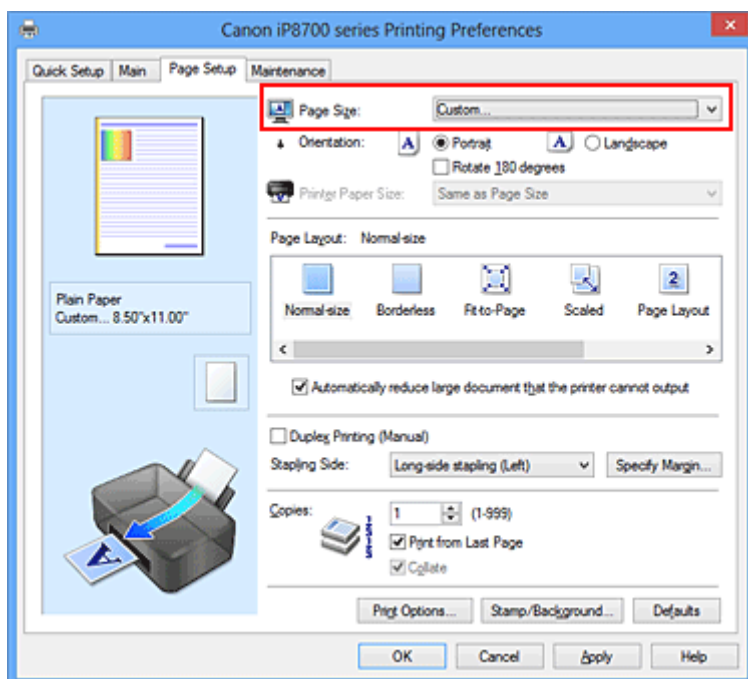 Canon iP8700 series Printing Preferences
Quick Setup Main Page Setup Maintenance
Page Size: Custom...
Orientation: A Portrait A Landscape
Rotate 180 degrees
Printer Paper Size: Same as Page Size
Page Layout: Normal-size
2
Normal-size Borderless Fit-to-Page Scaled Page Layout
Plain Paper
Custom... 8.50"x11.00"
Automatically reduce large document that the printer cannot output
Duplex Printing (Manual)
Stapling Side: Long-side stapling (Left) Specify Margin...
Copies: 1 (1-999)
Print from Last Page
Collate
A
Print Options... Stamp/Background... Defaults
OK Cancel Apply Help